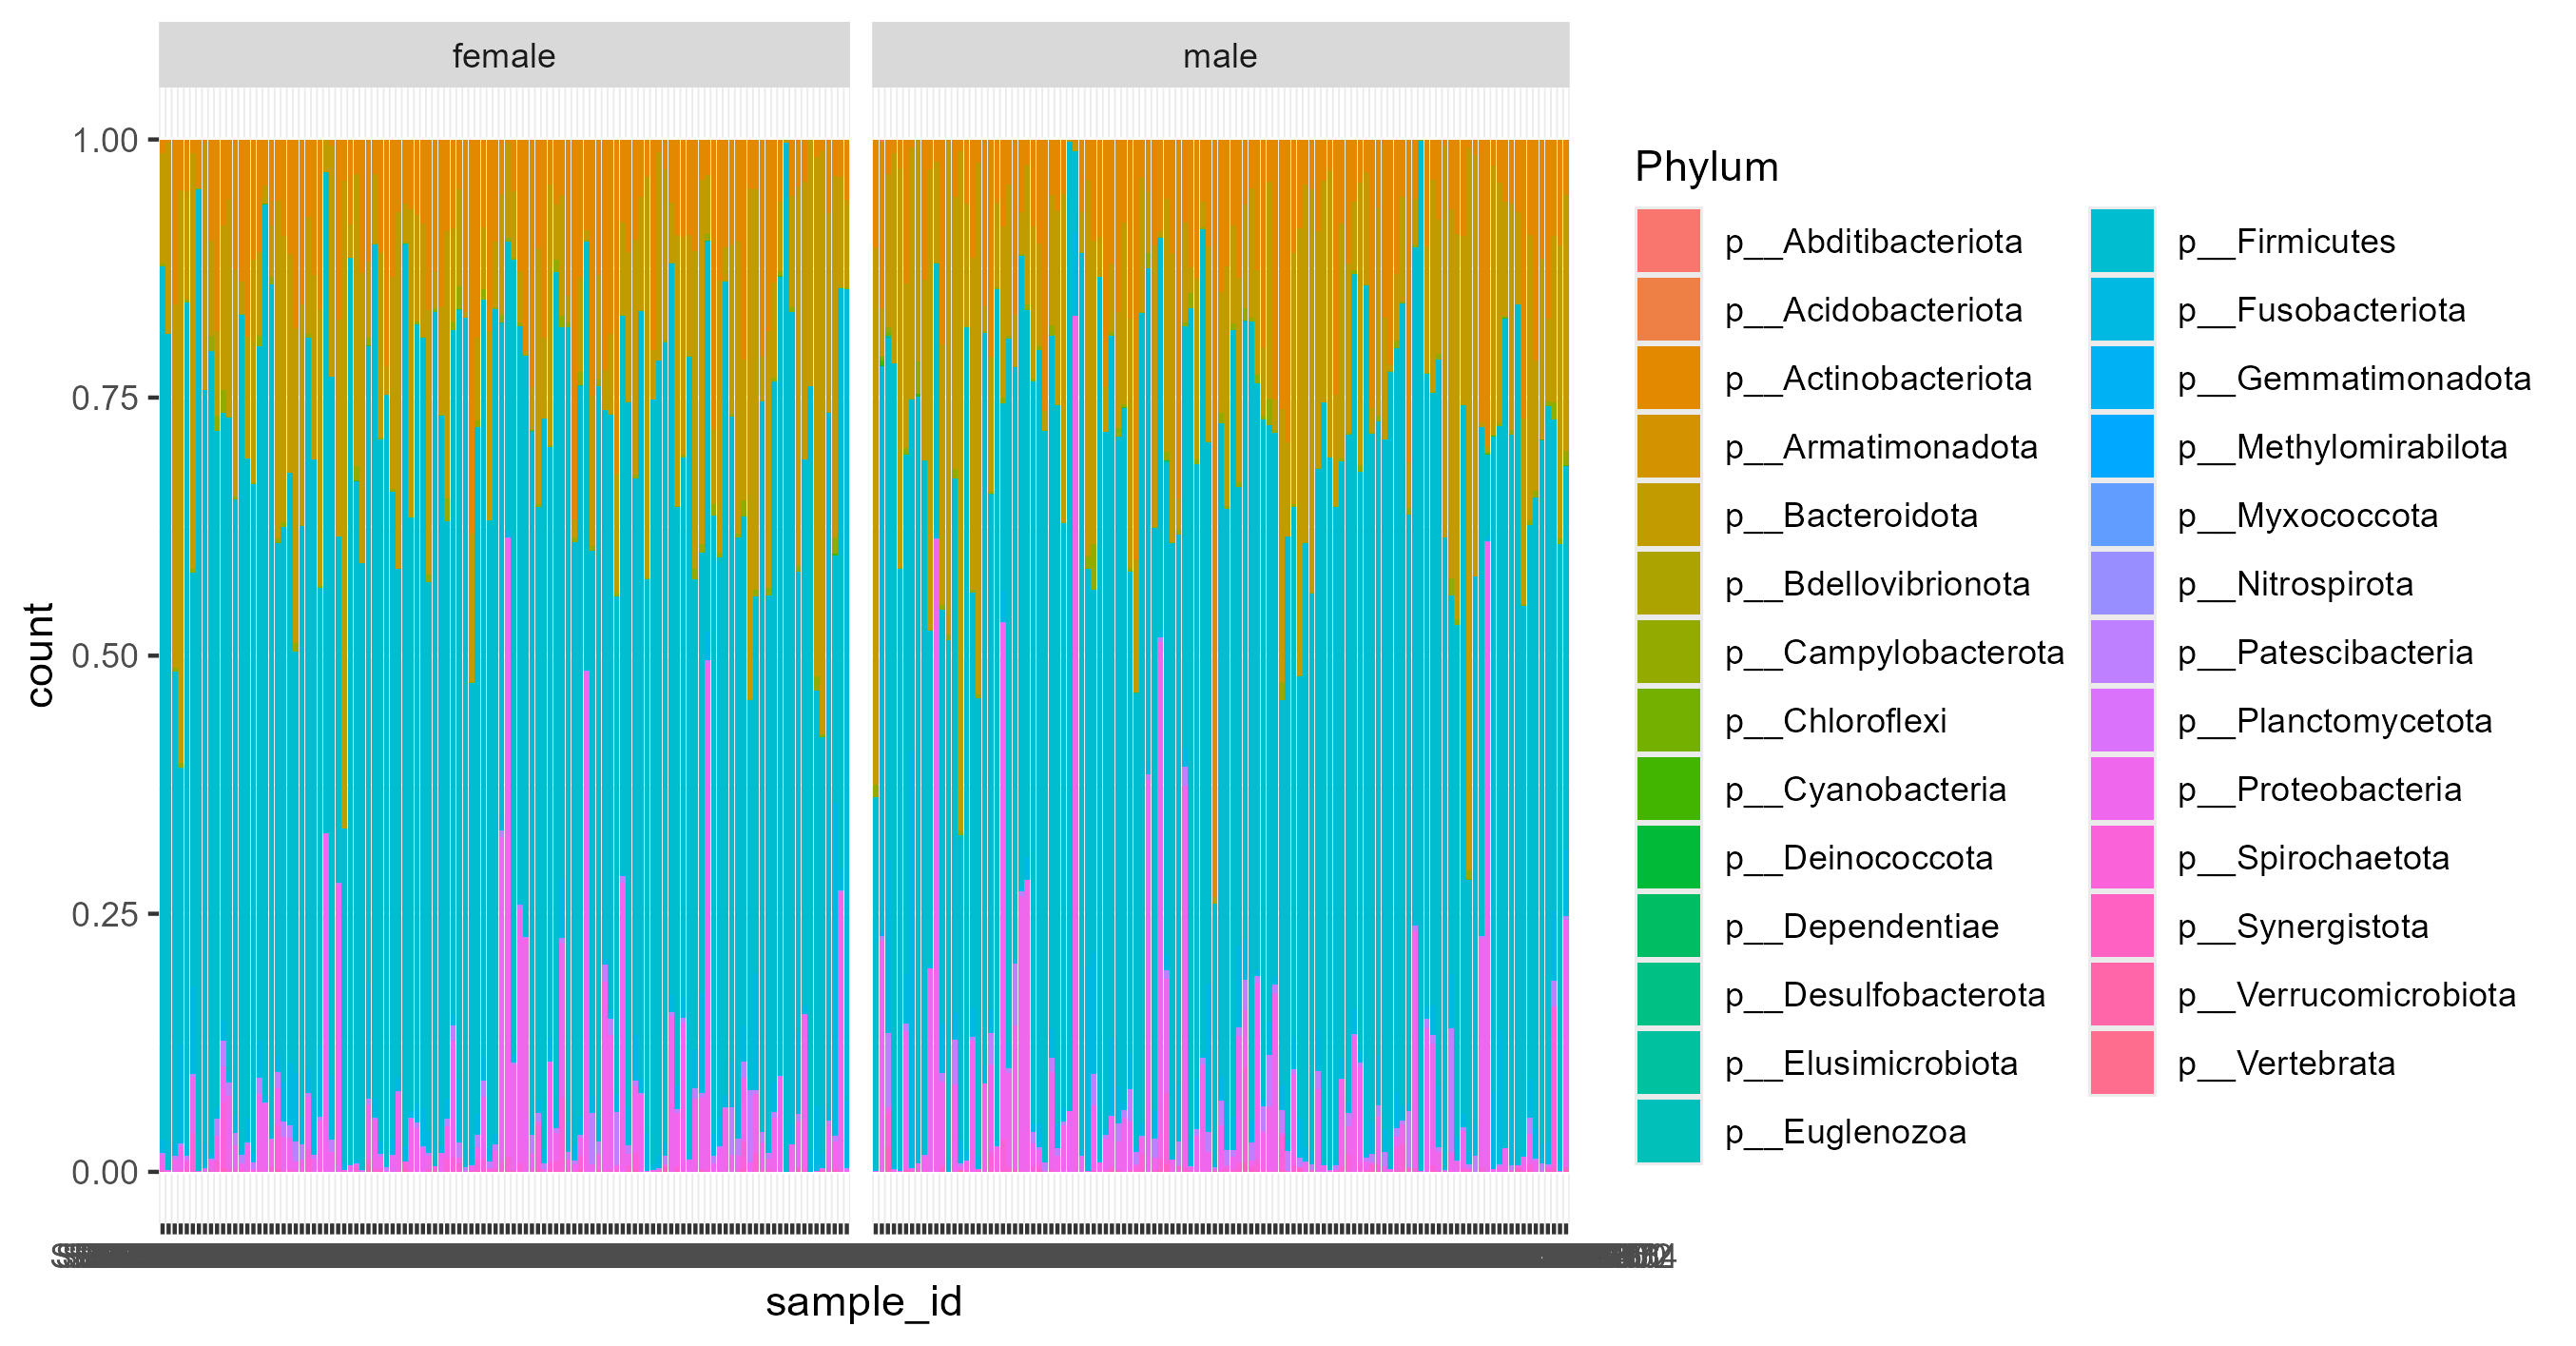 female
male
1.00
0.75
0.50
0.25
0.00
count
sample_id
Phylum
p__Abditibacteriota
p__Acidobacteriota
p__Actinobacteriota
p__Armatimonadota
p__Bacteroidota
p__Bdellovibrionota
p__Campylobacterota
p__Chloroflexi
p__Cyanobacteria
p__Deinococcota
p__Dependentiae
p__Desulfobacterota
p__Elusimicrobiota
p__Euglenozoa
p__Firmicutes
p__Fusobacteriota
p__Gemmatimonadota
p__Methylomirabilota
p__Myxococcota
p__Nitrospirota
p__Patescibacteria
p__Planctomycetota
p__Proteobacteria
p__Spirochaetota
p__Synergistota
p__Verrucomicrobiota
p__Vertebrata